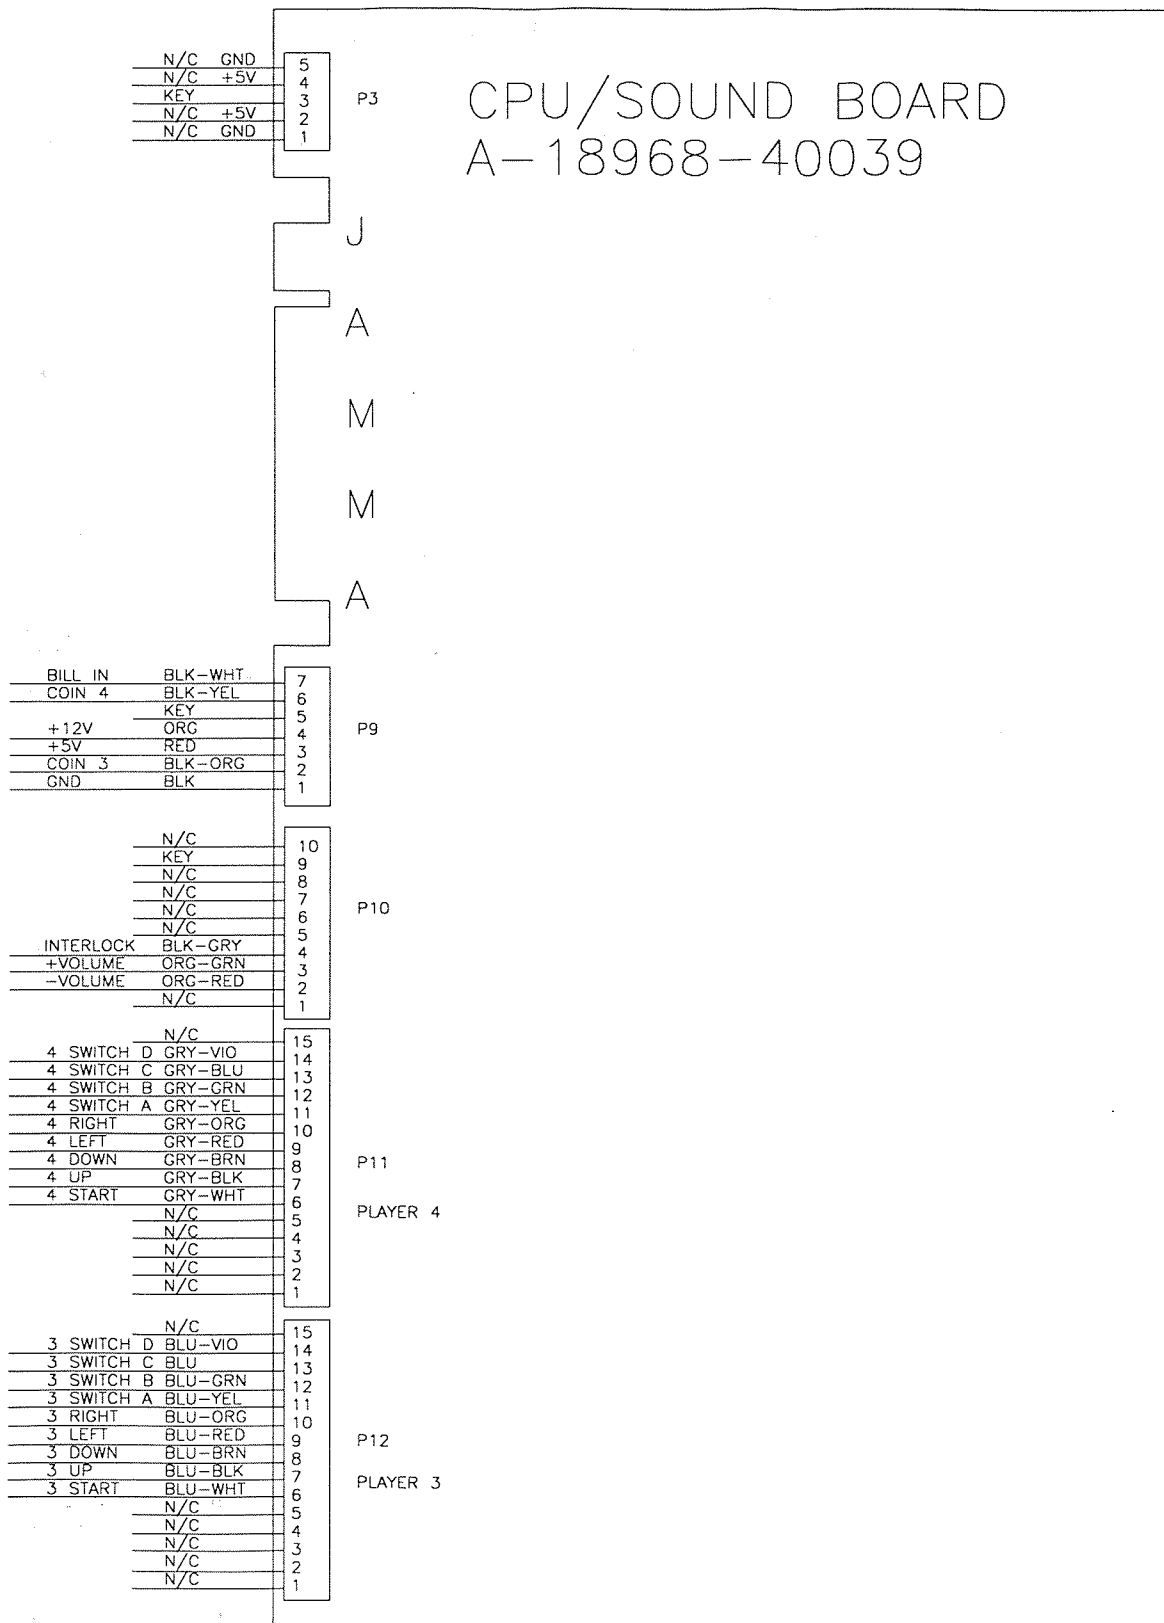 CPU/SOUND BOARD
A-18968-40039
N/C GND 5
N/C +5V 4
KEY 3
N/C +5V 2
N/C GND 1
P3
J
A
M
M
A
BILL IN BLK-WHT 7
COIN 4 BLK-YEL 6
KEY 5
+12V ORG 4
+5V RED 3
COIN 3 BLK-ORG 2
GND BLK 1
P9
N/C 10
KEY 9
N/C 8
N/C 7
N/C 6
N/C 5
INTERLOCK BLK-GRY 4
+VOLUME ORG-GRN 3
-VOLUME ORG-RED 2
N/C 1
P10
N/C 15
4 SWITCH D GRY-VIO 14
4 SWITCH C GRY-BLU 13
4 SWITCH B GRY-GRN 12
4 SWITCH A GRY-YEL 11
4 RIGHT GRY-ORG 10
4 LEFT GRY-RED 9
4 DOWN GRY-BRN 8
4 UP GRY-BLK 7
4 START GRY-WHT 6
N/C 5
N/C 4
N/C 3
N/C 2
N/C 1
P11
PLAYER 4
N/C 15
3 SWITCH D BLU-VIO 14
3 SWITCH C BLU 13
3 SWITCH B BLU-GRN 12
3 SWITCH A BLU-YEL 11
3 RIGHT BLU-ORG 10
3 LEFT BLU-RED 9
3 DOWN BLU-BRN 8
3 UP BLU-BLK 7
3 START BLU-WHT 6
N/C 5
N/C 4
N/C 3
N/C 2
N/C 1
P12
PLAYER 3